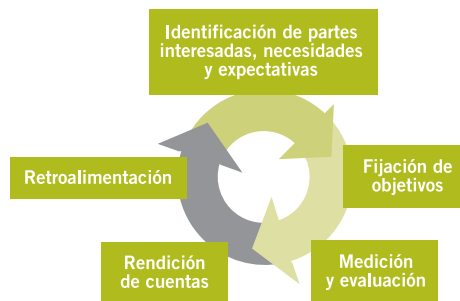 Identificación de partes
interesadas, necesidades
y expectativas
Fijación de
objetivos
Medición
y evaluación
Rendición
de cuentas
Retroalimentación